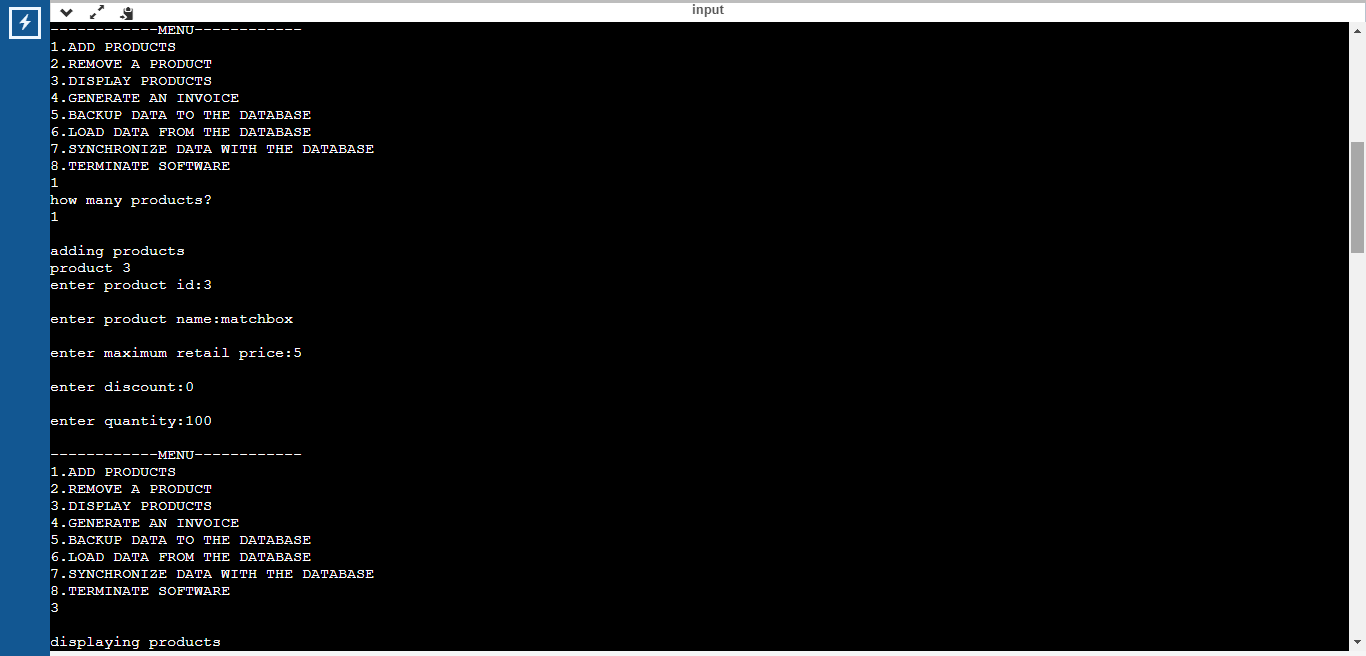 input
------------MENU------------
1.ADD PRODUCTS
2.REMOVE A PRODUCT
3.DISPLAY PRODUCTS
4.GENERATE AN INVOICE
5.BACKUP DATA TO THE DATABASE
6.LOAD DATA FROM THE DATABASE
7.SYNCHRONIZE DATA WITH THE DATABASE
8.TERMINATE SOFTWARE
1
how many products?
1
adding products
product 3
enter product id:3
enter product name:matchbox
enter maximum retail price:5
enter discount:0
enter quantity:100
------------MENU------------
1.ADD PRODUCTS
2.REMOVE A PRODUCT
3.DISPLAY PRODUCTS
4.GENERATE AN INVOICE
5.BACKUP DATA TO THE DATABASE
6.LOAD DATA FROM THE DATABASE
7.SYNCHRONIZE DATA WITH THE DATABASE
8.TERMINATE SOFTWARE
3
displaying products